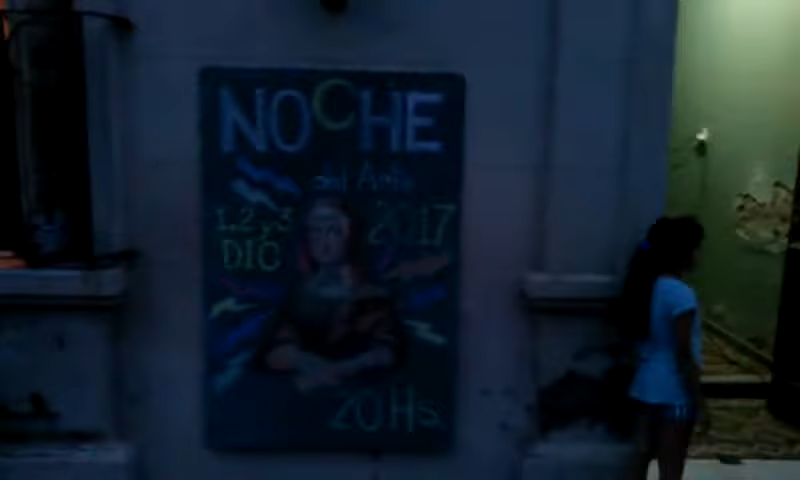 NOCHE
del Arte
1, 2 y 3 2017
DIC
20Hs.